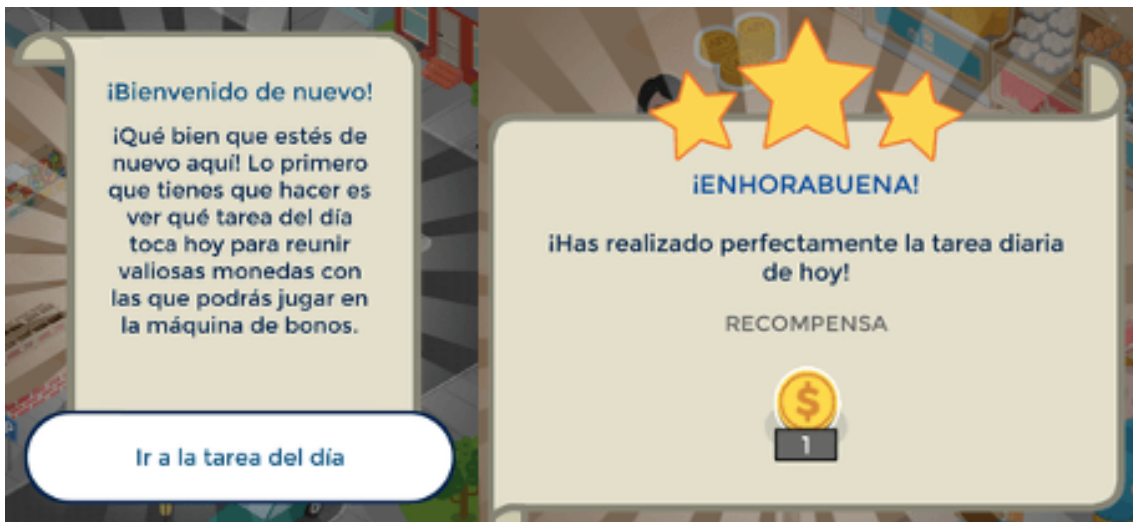 ¡Bienvenido de nuevo!
¡Qué bien que estés de
nuevo aquí! Lo primero
que tienes que hacer es
ver qué tarea del día
toca hoy para reunir
valiosas monedas con
las que podrás jugar en
la máquina de bonos.
Ir a la tarea del día
¡ENHORABUENA!
¡Has realizado perfectamente la tarea diaria
de hoy!
RECOMPENSA
$
1